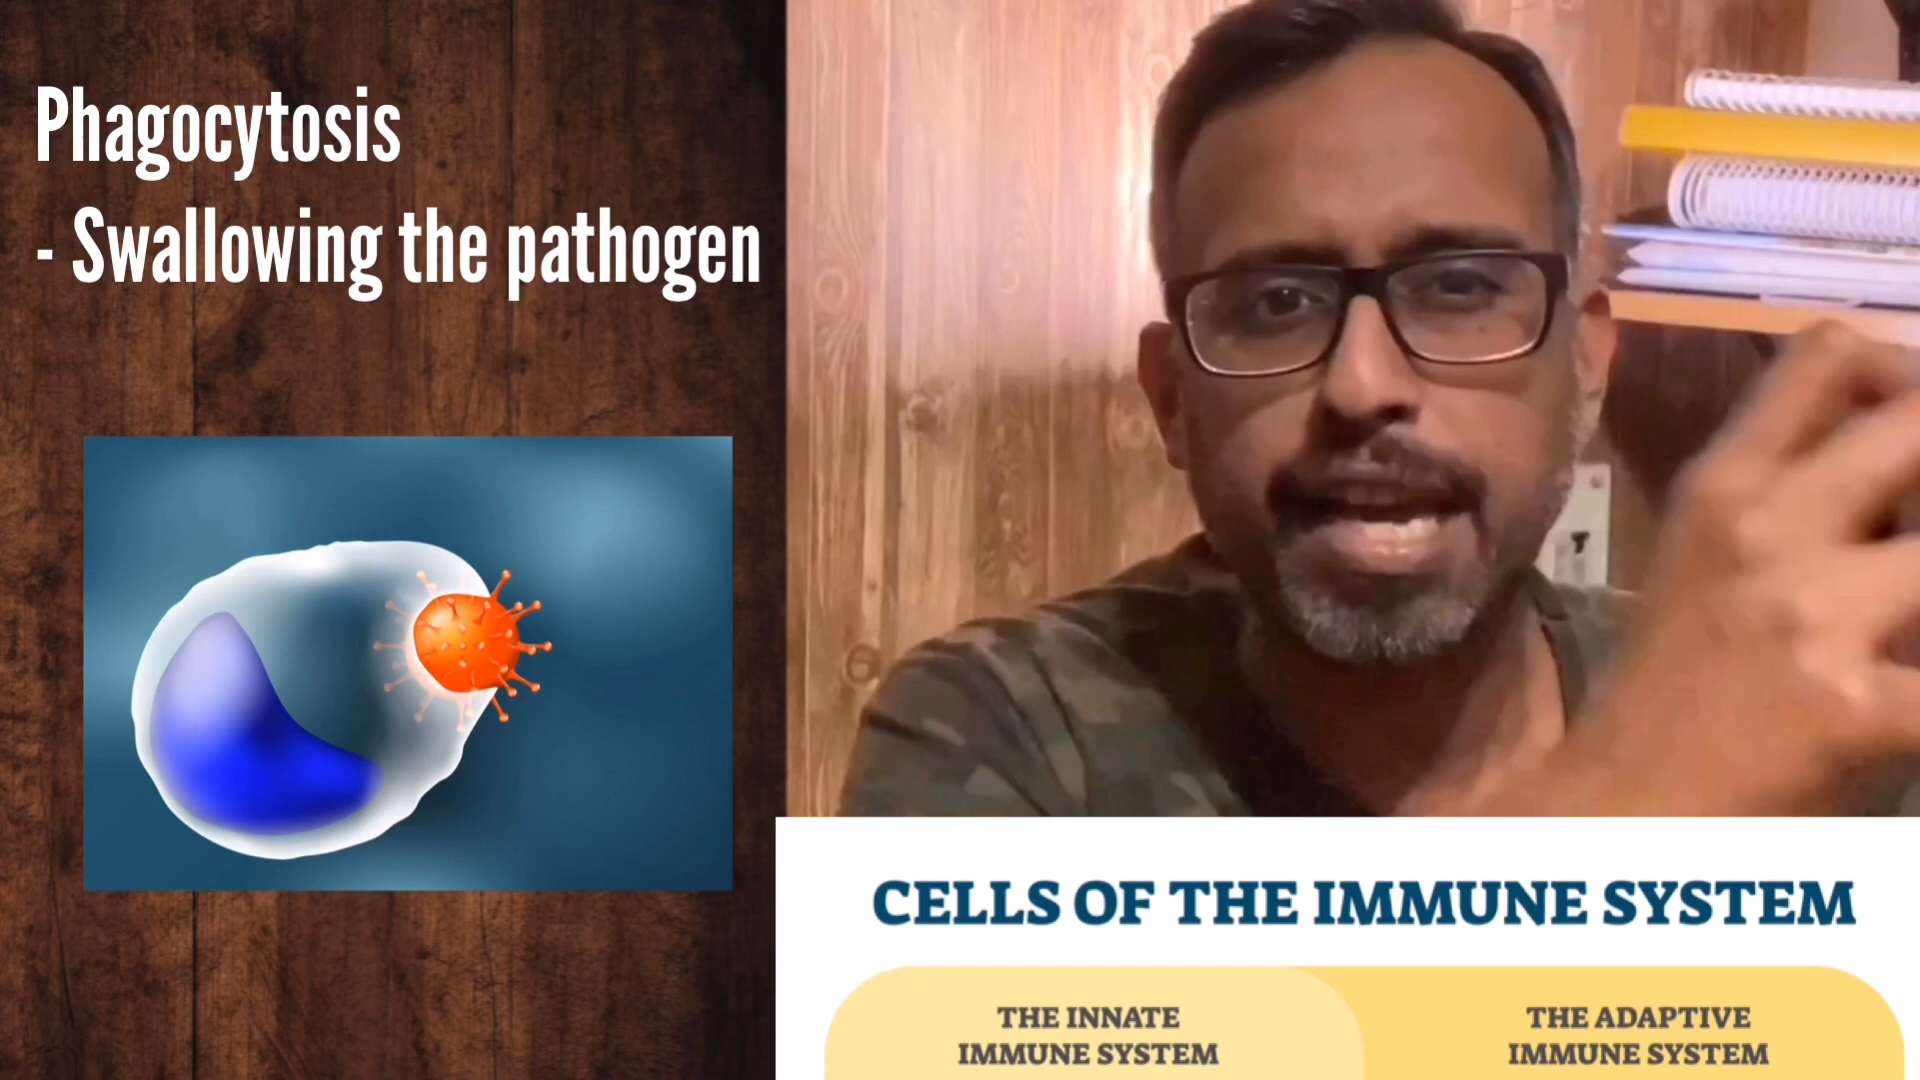 Phagocytosis
- Swallowing the pathogen
CELLS OF THE IMMUNE SYSTEM
THE INNATE
IMMUNE SYSTEM
THE ADAPTIVE
IMMUNE SYSTEM